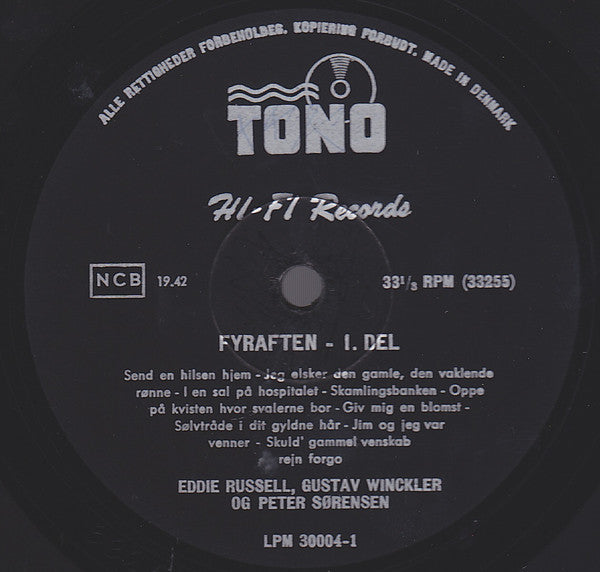 ALLE RETTIGHEDER FORBEHOLDES. KOPIERING FORBUDT. MADE IN DENMARK
TONO
HI-FI Records
NCB 19.42 33 1/3 RPM (33255)
FYRAFTEN - 1. DEL
Send en hilsen hjem - Jeg elsker den gamle, den vaklende
rønne - I en sal på hospitalet - Skamlingsbanken - Oppe
på kvisten hvor svalerne bor - Giv mig en blomst -
Sølvtråde i dit gyldne hår - Jim og jeg var
venner - Skuld' gammel venskab
rejn forgo
EDDIE RUSSELL, GUSTAV WINCKLER
OG PETER SØRENSEN
LPM 30004-1